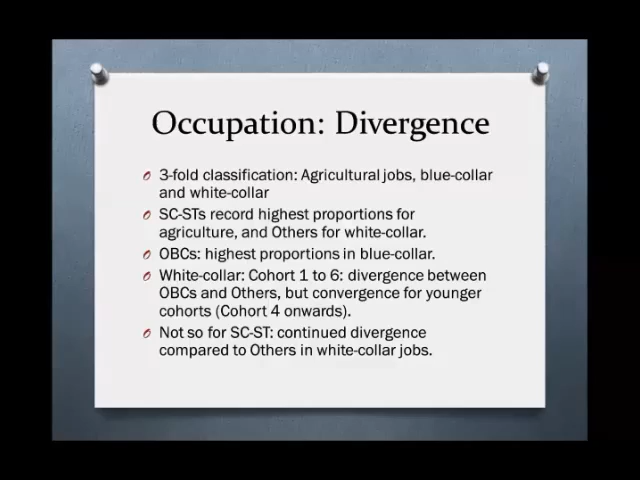 Occupation: Divergence
3-fold classification: Agricultural jobs, blue-collar
and white-collar
SC-STs record highest proportions for
agriculture, and Others for white-collar.
OBCs: highest proportions in blue-collar.
White-collar: Cohort 1 to 6: divergence between
OBCs and Others, but convergence for younger
cohorts (Cohort 4 onwards).
Not so for SC-ST: continued divergence
compared to Others in white-collar jobs.